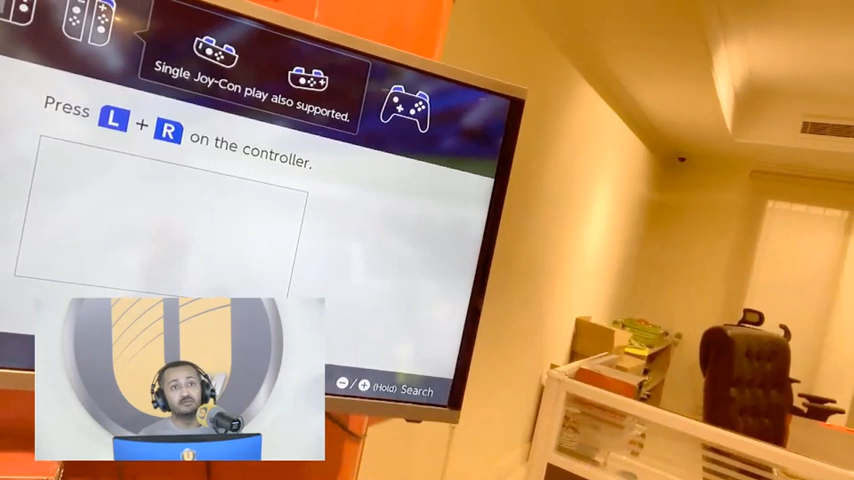 Single Joy-Con play also supported.
Press L + R on the controller.
(Hold) Search